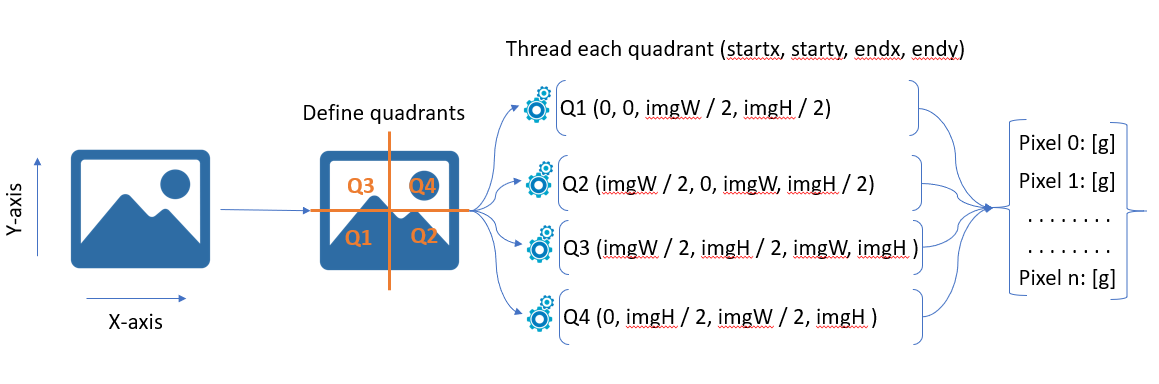 Thread each quadrant (startx, starty, endx, endy)
Define quadrants
Y-axis
X-axis
Q3 Q4
Q1 Q2
Q1 (0, 0, imgW / 2, imgH / 2)
Q2 (imgW / 2, 0, imgW, imgH / 2)
Q3 (imgW / 2, imgH / 2, imgW, imgH )
Q4 (0, imgH / 2, imgW / 2, imgH )
Pixel 0: [g]
Pixel 1: [g]
. . . . . . . .
. . . . . . . .
Pixel n: [g]